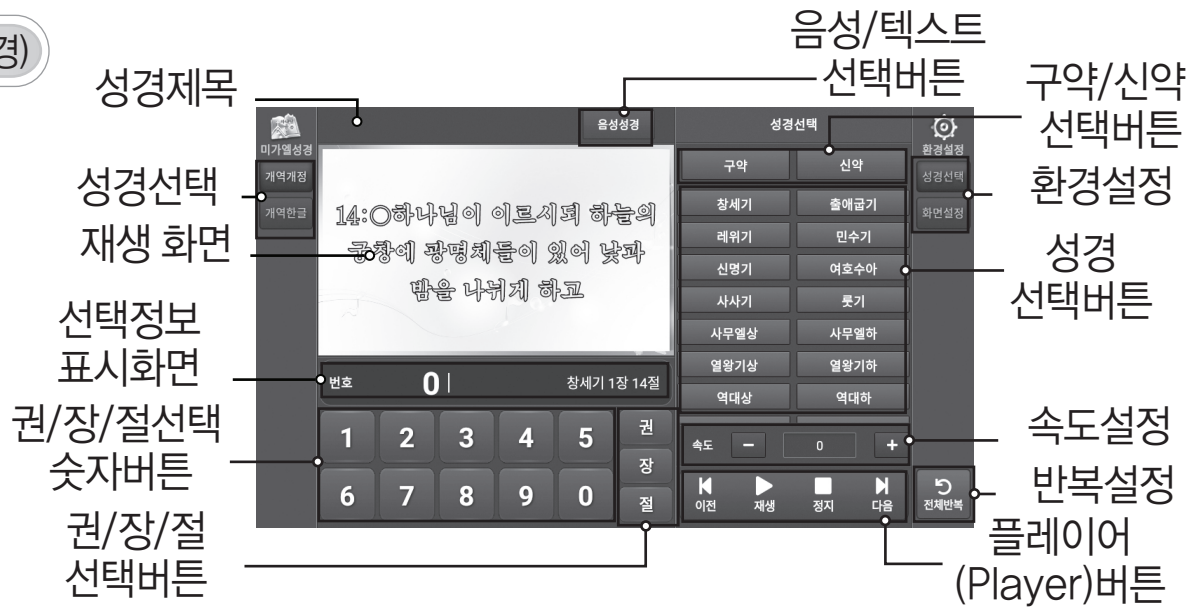 경)
음성/텍스트
선택버튼
성경제목
구약/신약
선택버튼
미가엘성경
음성성경
성경선택
환경설정
개역개정
개역한글
성경선택
재생 화면
14:○하나님이 이르시되 하늘의
궁창에 광명체들이 있어 낮과
밤을 나뉘게 하고
구약 신약
창세기 출애굽기
레위기 민수기
신명기 여호수아
사사기 룻기
사무엘상 사무엘하
열왕기상 열왕기하
역대상 역대하
성경선택
화면설정
환경설정
성경
선택버튼
선택정보
표시화면
번호 0 창세기 1장 14절
권/장/절선택
숫자버튼
1 2 3 4 5
6 7 8 9 0
권
장
절
속도 − 0 +
속도설정
이전 재생 정지 다음
전체반복
반복설정
권/장/절
선택버튼
플레이어
(Player)버튼